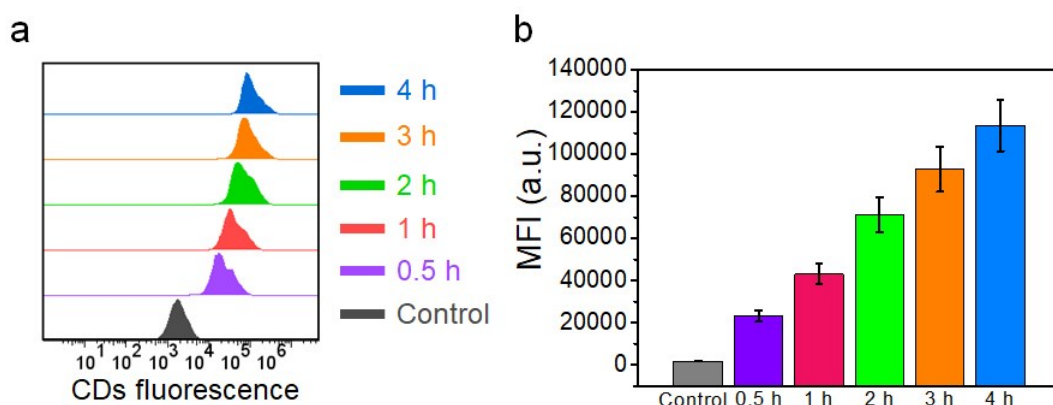 a
4 h
3 h
2 h
1 h
0.5 h
Control
10¹ 10² 10³ 10⁴ 10⁵ 10⁶
CDs fluorescence
b
MFI (a.u.)
140000
120000
100000
80000
60000
40000
20000
0
Control 0.5 h 1 h 2 h 3 h 4 h